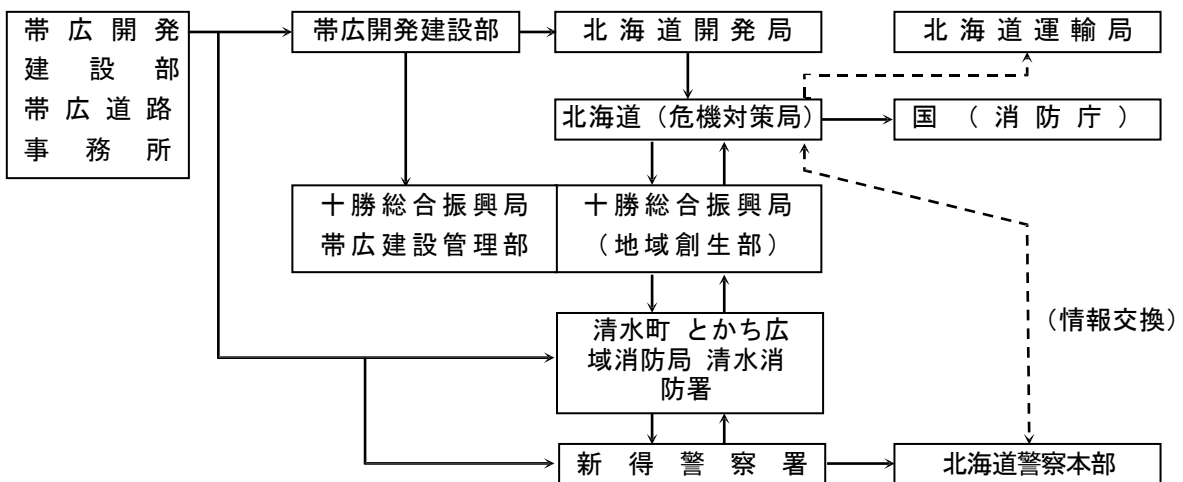 帯広開発
建設部
帯広道路
事務所
帯広開発建設部
北海道開発局
北海道運輸局
北海道（危機対策局）
国（消防庁）
十勝総合振興局
帯広建設管理部
十勝総合振興局
（地域創生部）
清水町 とかち広
域消防局 清水消
防署
（情報交換）
新得警察署
北海道警察本部